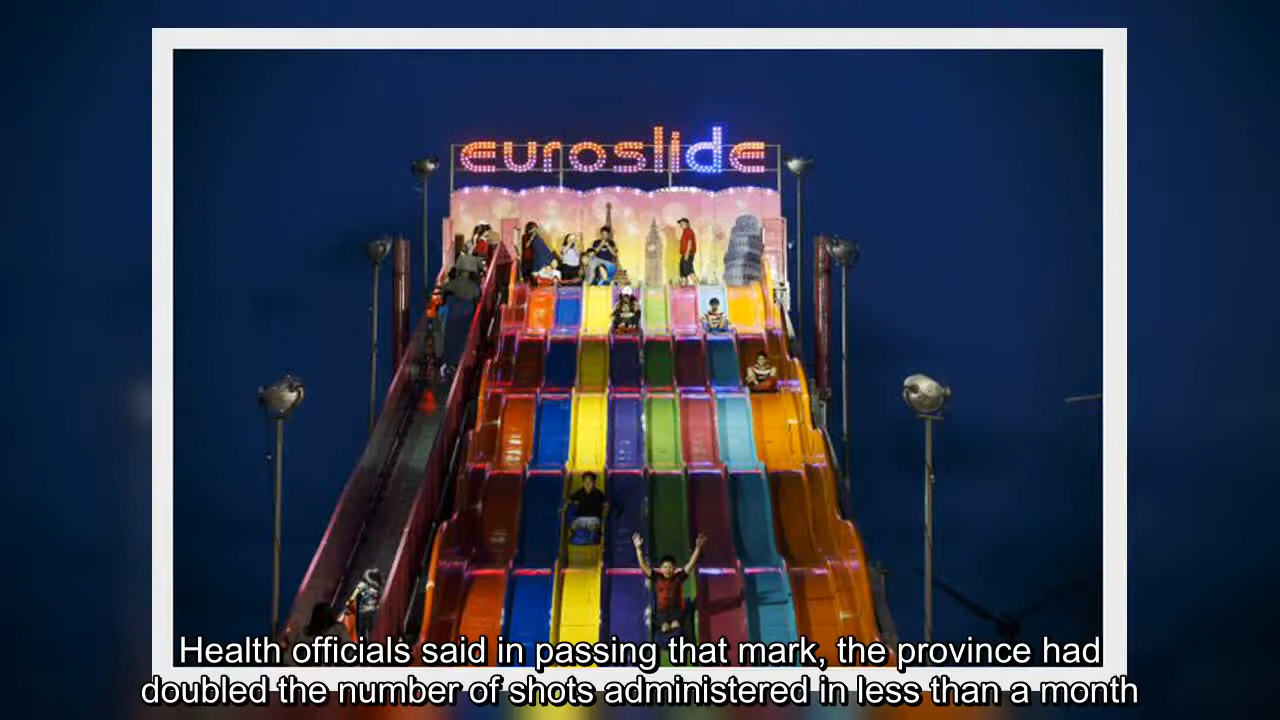 euroslide
Health officials said in passing that mark, the province had
doubled the number of shots administered in less than a month